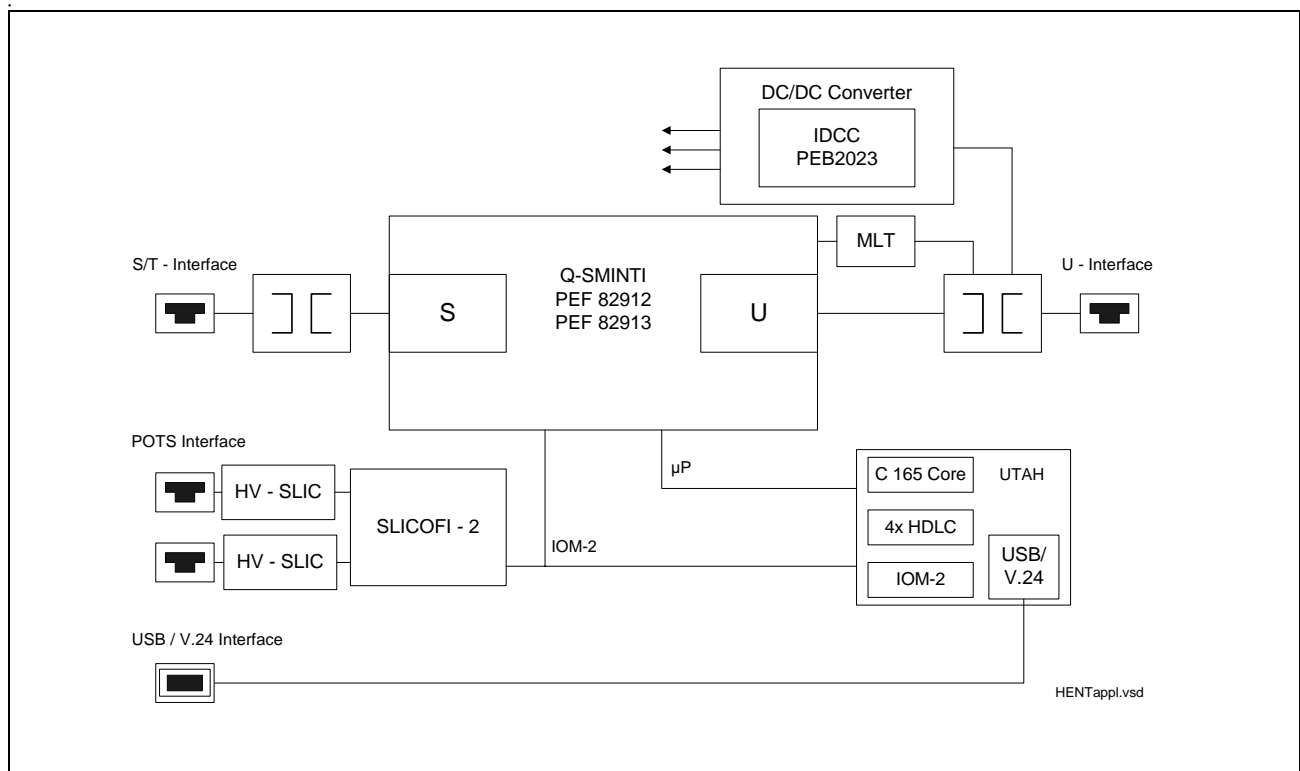 DC/DC Converter
IDCC
PEB2023
MLT
S/T - Interface
U - Interface
Q-SMINTI
PEF 82912
PEF 82913
S
U
POTS Interface
µP
C 165 Core
UTAH
HV - SLIC
SLICOFI - 2
4x HDLC
HV - SLIC
IOM-2
USB/
V.24
IOM-2
USB / V.24 Interface
HENTappl.vsd